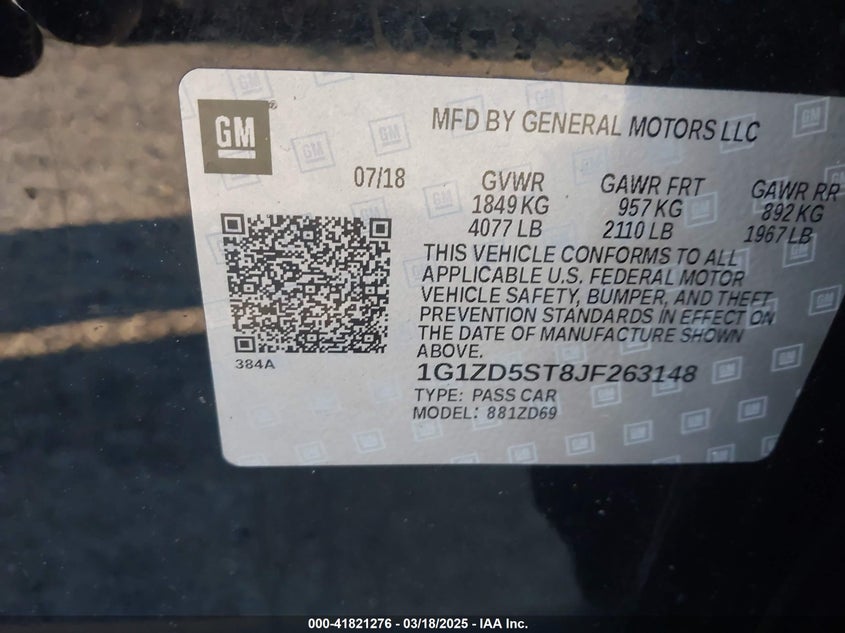 GM
MFD BY GENERAL MOTORS LLC
07/18
GVWR
1849 KG
4077 LB
GAWR FRT
957 KG
2110 LB
GAWR RR
892 KG
1967 LB
THIS VEHICLE CONFORMS TO ALL
APPLICABLE U.S. FEDERAL MOTOR
VEHICLE SAFETY, BUMPER, AND THEFT
PREVENTION STANDARDS IN EFFECT ON
THE DATE OF MANUFACTURE SHOWN
ABOVE.
384A
1G1ZD5ST8JF263148
TYPE: PASS CAR
MODEL: 881ZD69
000-41821276 - 03/18/2025 - IAA Inc.